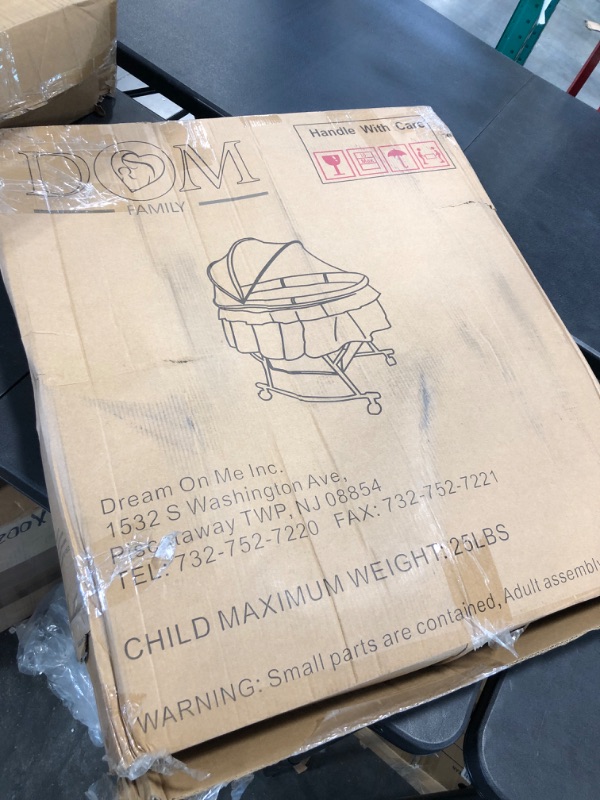 DOM
FAMILY
Handle With Care
Dream On Me Inc.
1532 S Washington Ave,
Piscataway TWP, NJ 08854
TEL: 732-752-7220 FAX: 732-752-7221
CHILD MAXIMUM WEIGHT: 25LBS
WARNING: Small parts are contained, Adult assembly